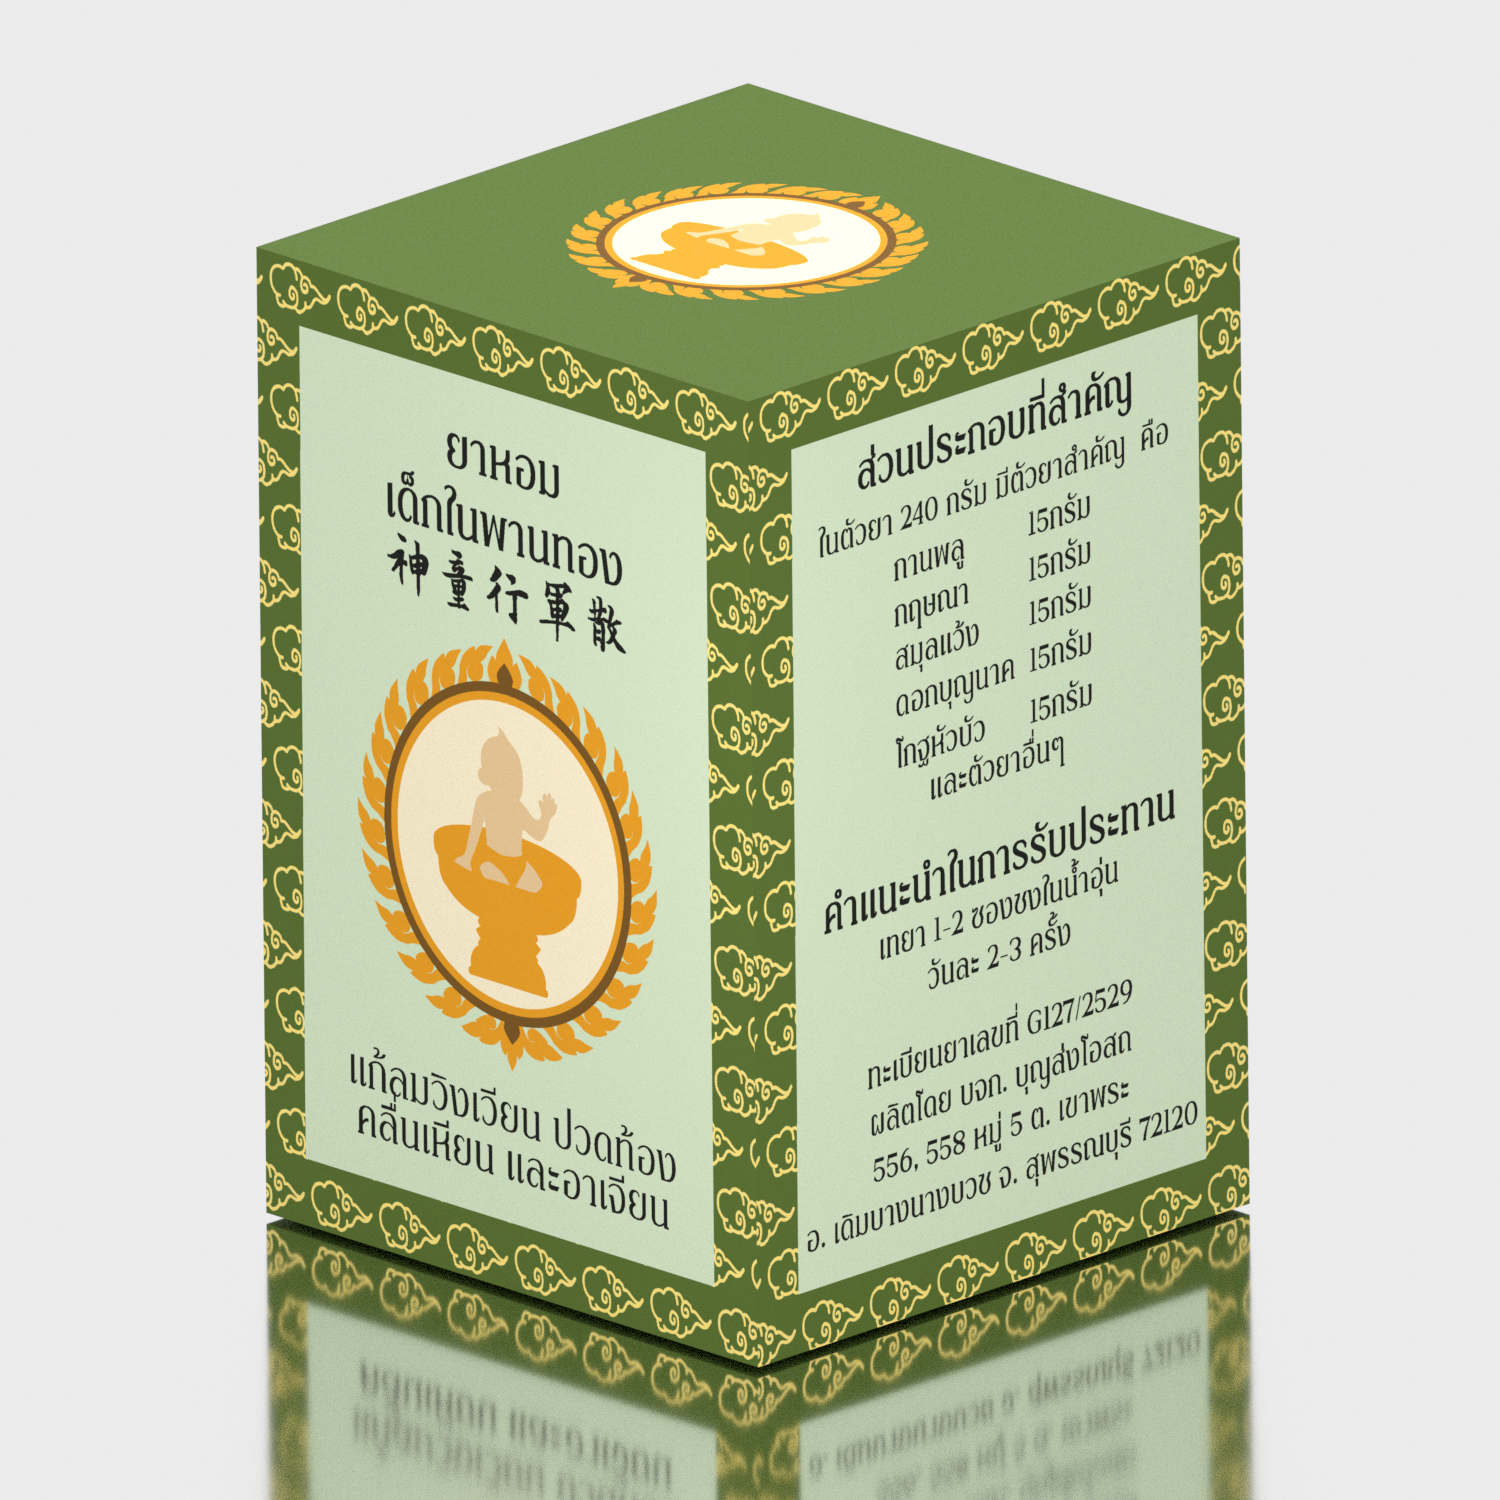 ยาหอม
เด็กในพานทอง
神童行軍散
แก้ลมวิงเวียน ปวดท้อง
คลื่นเหียน และอาเจียน
ส่วนประกอบที่สำคัญ
ในตัวยา 240 กรัม มีตัวยาสำคัญ คือ
กานพลู 15กรัม
กฤษณา 15กรัม
สมุลแว้ง 15กรัม
ดอกบุญนาค 15กรัม
โกฐหัวบัว 15กรัม
และตัวยาอื่นๆ
คำแนะนำในการรับประทาน
เทยา 1-2 ซองชงในน้ำอุ่น
วันละ 2-3 ครั้ง
ทะเบียนยาเลขที่ G127/2529
ผลิตโดย บจก. บุญส่งโอสถ
556, 558 หมู่ 5 ต. เขาพระ
อ. เดิมบางนางบวช จ. สุพรรณบุรี 72120